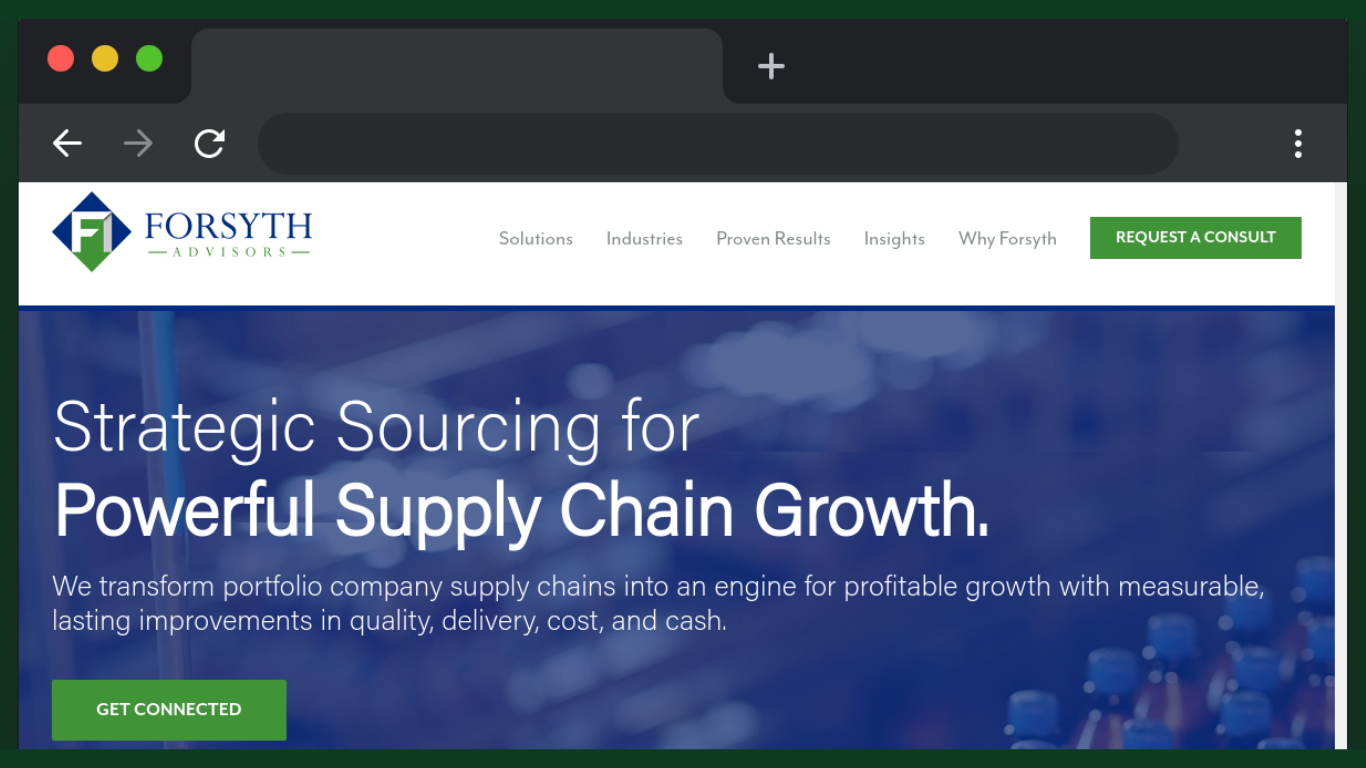 FORSYTH
ADVISORS
Solutions
Industries
Proven Results
Insights
Why Forsyth
REQUEST A CONSULT
Strategic Sourcing for
Powerful Supply Chain Growth.
We transform portfolio company supply chains into an engine for profitable growth with measurable,
lasting improvements in quality, delivery, cost, and cash.
GET CONNECTED